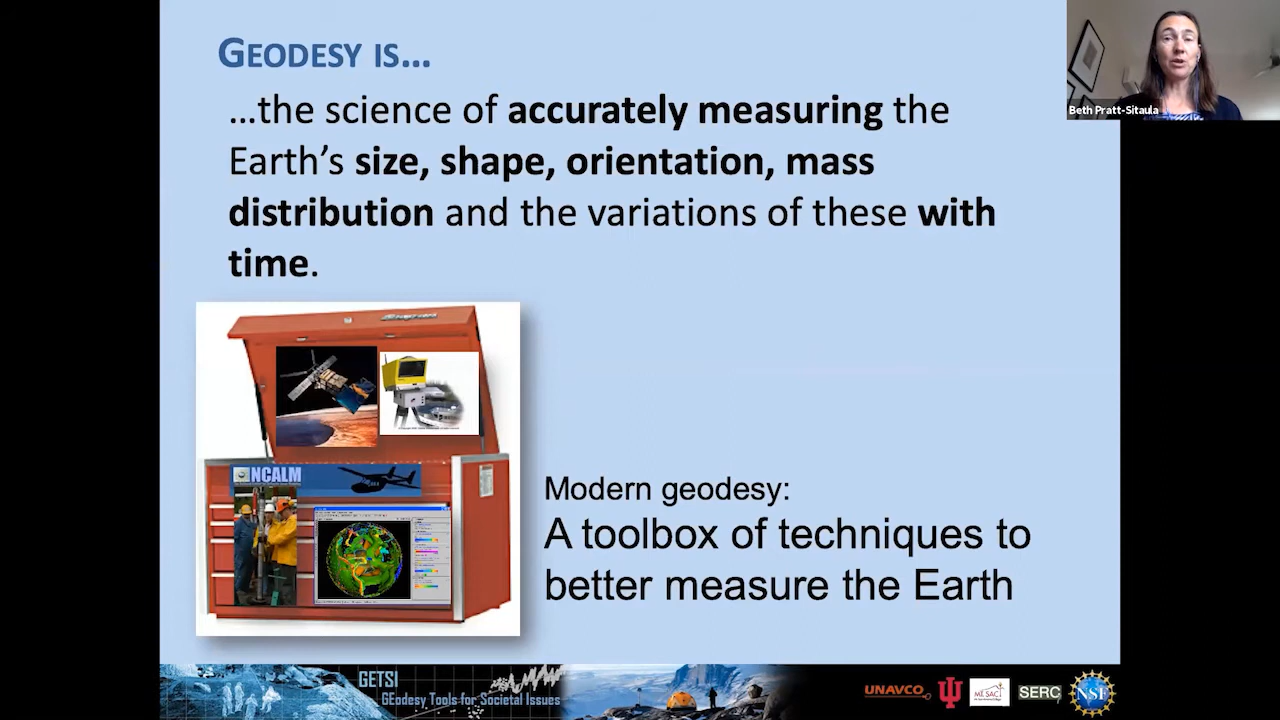 GEODESY IS...
...the science of accurately measuring the
Earth's size, shape, orientation, mass
distribution and the variations of these with
time.
Beth Pratt-Sitaula
NCALM
Modern geodesy:
A toolbox of techniques to
better measure the Earth
GETSI
GEodesy Tools for Societal Issues
UNAVCO
MT. SAC
SERC
NSF